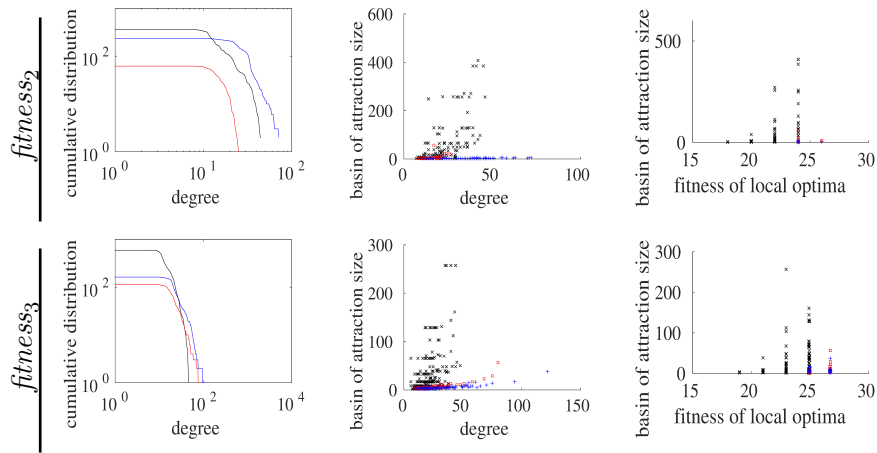 fitness2
cumulative distribution
10^2
10^0
10^0
10^1
10^2
degree
basin of attraction size
600
400
200
0
0
50
100
degree
basin of attraction size
600
300
0
15
20
25
30
fitness of local optima
fitness3
cumulative distribution
10^2
10^0
10^0
10^2
10^4
degree
basin of attraction size
300
200
100
0
0
50
100
150
degree
basin of attraction size
300
200
100
0
15
20
25
30
fitness of local optima